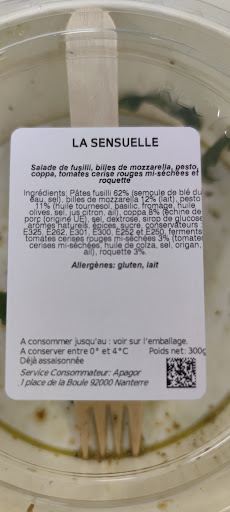 LA SENSUELLE
Salade de fusilli, billes de mozzarella, pesto,
coppa, tomates cerise rouges mi-séchées et
roquette
Ingrédients: Pâtes fusilli 62% (semoule de blé du
eau, sel), billes de mozzarella 12% (lait), pesto
11% (huile tournesol, basilic, fromage, huile
olives, sel, jus citron, ail), coppa 8% (échine de
porc (origine UE), sel, dextrose, sirop de glucose
arômes naturels, épices, sucre, conservateurs
E325, E262, E301, E300, E252 et E250, ferments
tomates cerises rouges mi-séchées 3% (tomates
cerises mi-séchées, huile de colza, sel, origan,
ail), roquette 3%.
Allergènes: gluten, lait
A consommer jusqu'au : voir sur l'emballage.
A conserver entre 0° et 4°C Poids net: 300g
Déjà assaisonnée
Service Consommateur: Apagor
1 place de la Boule 92000 Nanterre